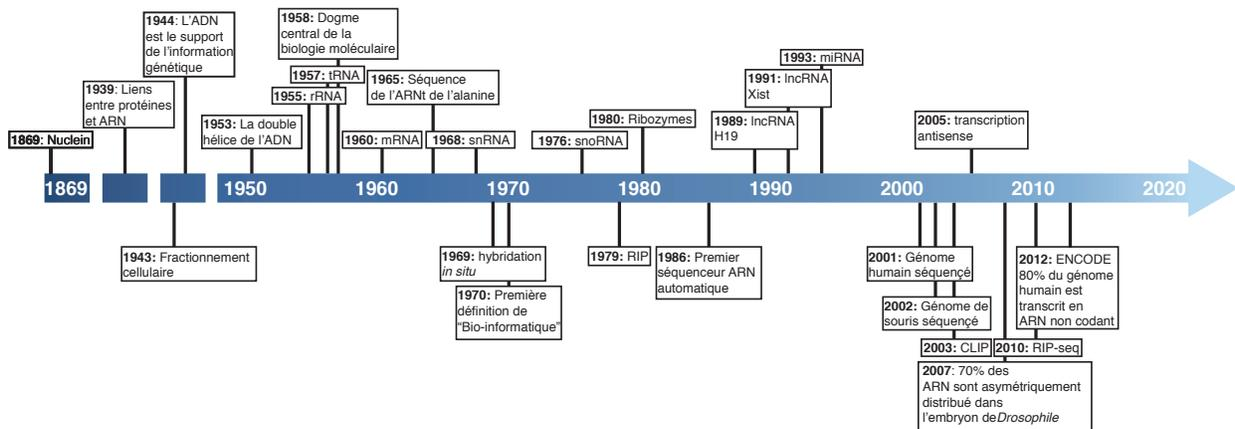 1944: L'ADN
est le support
de l'information
génétique
1958: Dogme
central de la
biologie moléculaire
1993: miRNA
1939: Liens
entre protéines
et ARN
1957: tRNA
1965: Séquence
de l'ARNt de l'alanine
1991: lncRNA
Xist
1955: rRNA
1869: Nuclein
1953: La double
hélice de l'ADN
1960: mRNA
1968: snRNA
1976: snoRNA
1980: Ribozymes
1989: lncRNA
H19
2005: transcription
antisense
1869
1950
1960
1970
1980
1990
2000
2010
2020
1943: Fractionnement
cellulaire
1969: hybridation
in situ
1970: Première
définition de
“Bio-informatique”
1979: RIP
1986: Premier
séquenceur ARN
automatique
2001: Génome
humain séquençé
2002: Génome de
souris séquençé
2003: CLIP
2012: ENCODE
80% du génome
humain est
transcrit en
ARN non codant
2010: RIP-seq
2007: 70% des
ARN sont asymétriquement
distribué dans
l'embryon deDrosophile